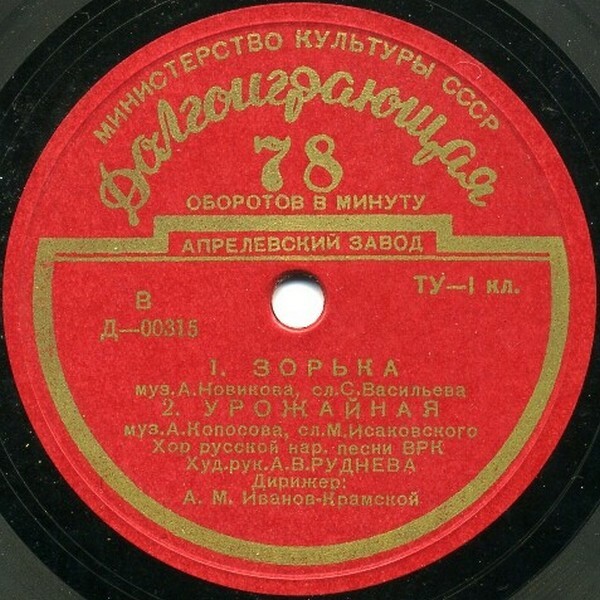 МИНИСТЕРСТВО КУЛЬТУРЫ СССР
Долгоиграющая
78
ОБОРОТОВ В МИНУТУ
АПРЕЛЕВСКИЙ ЗАВОД
В
Д—00315
ТУ—I кл.
1. ЗОРЬКА
муз.А.Новикова, сл.С.Васильева
2. УРОЖАЙНАЯ
муз.А.Копосова, сл.М.Исаковского
Хор русской нар. песни ВРК
Худ.рук.А.В.РУДНЕВА
Дирижер:
А. М. Иванов-Крамской